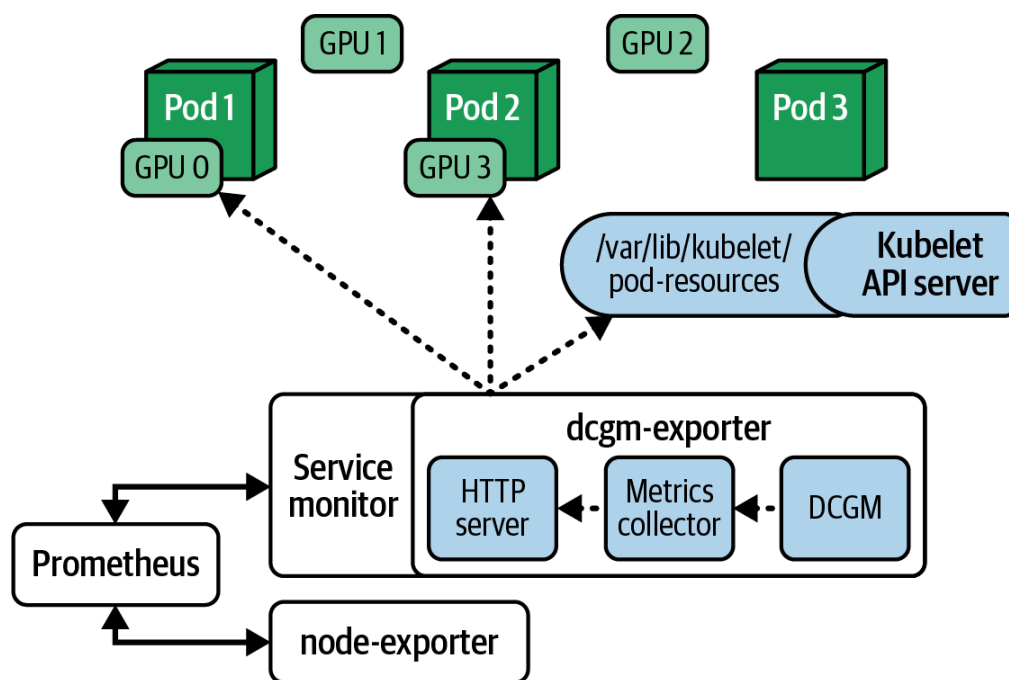 GPU 1
GPU 2
Pod 1
Pod 2
Pod 3
GPU 0
GPU 3
/var/lib/kubelet/
pod-resources
Kubelet
API server
dcgm-exporter
Service
monitor
HTTP
server
Metrics
collector
DCGM
Prometheus
node-exporter